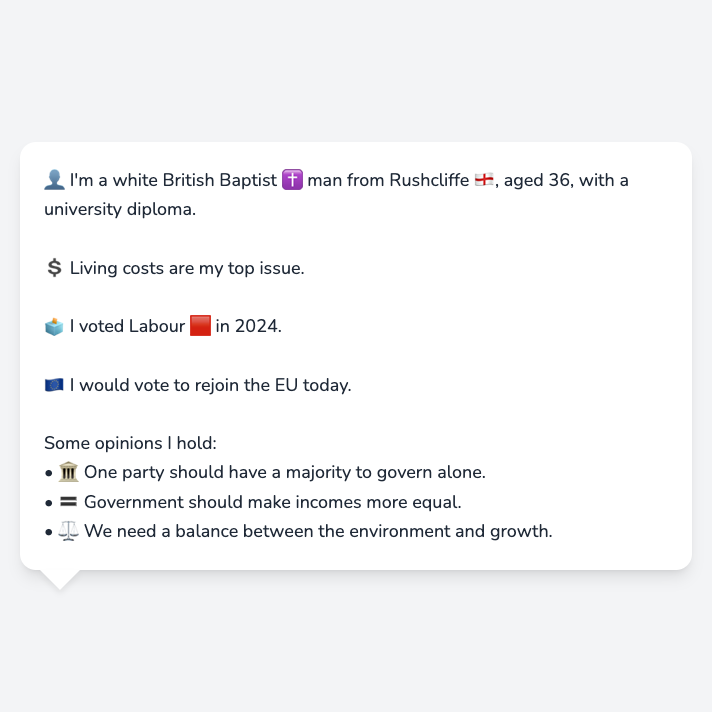 👤 I'm a white British Baptist ✝️ man from Rushcliffe 🏴󠁧󠁢󠁥󠁮󠁧󠁿, aged 36, with a
university diploma.
💲 Living costs are my top issue.
🗳️ I voted Labour 🟥 in 2024.
🇪🇺 I would vote to rejoin the EU today.
Some opinions I hold:
• 🏛️ One party should have a majority to govern alone.
• 🟰 Government should make incomes more equal.
• ⚖️ We need a balance between the environment and growth.